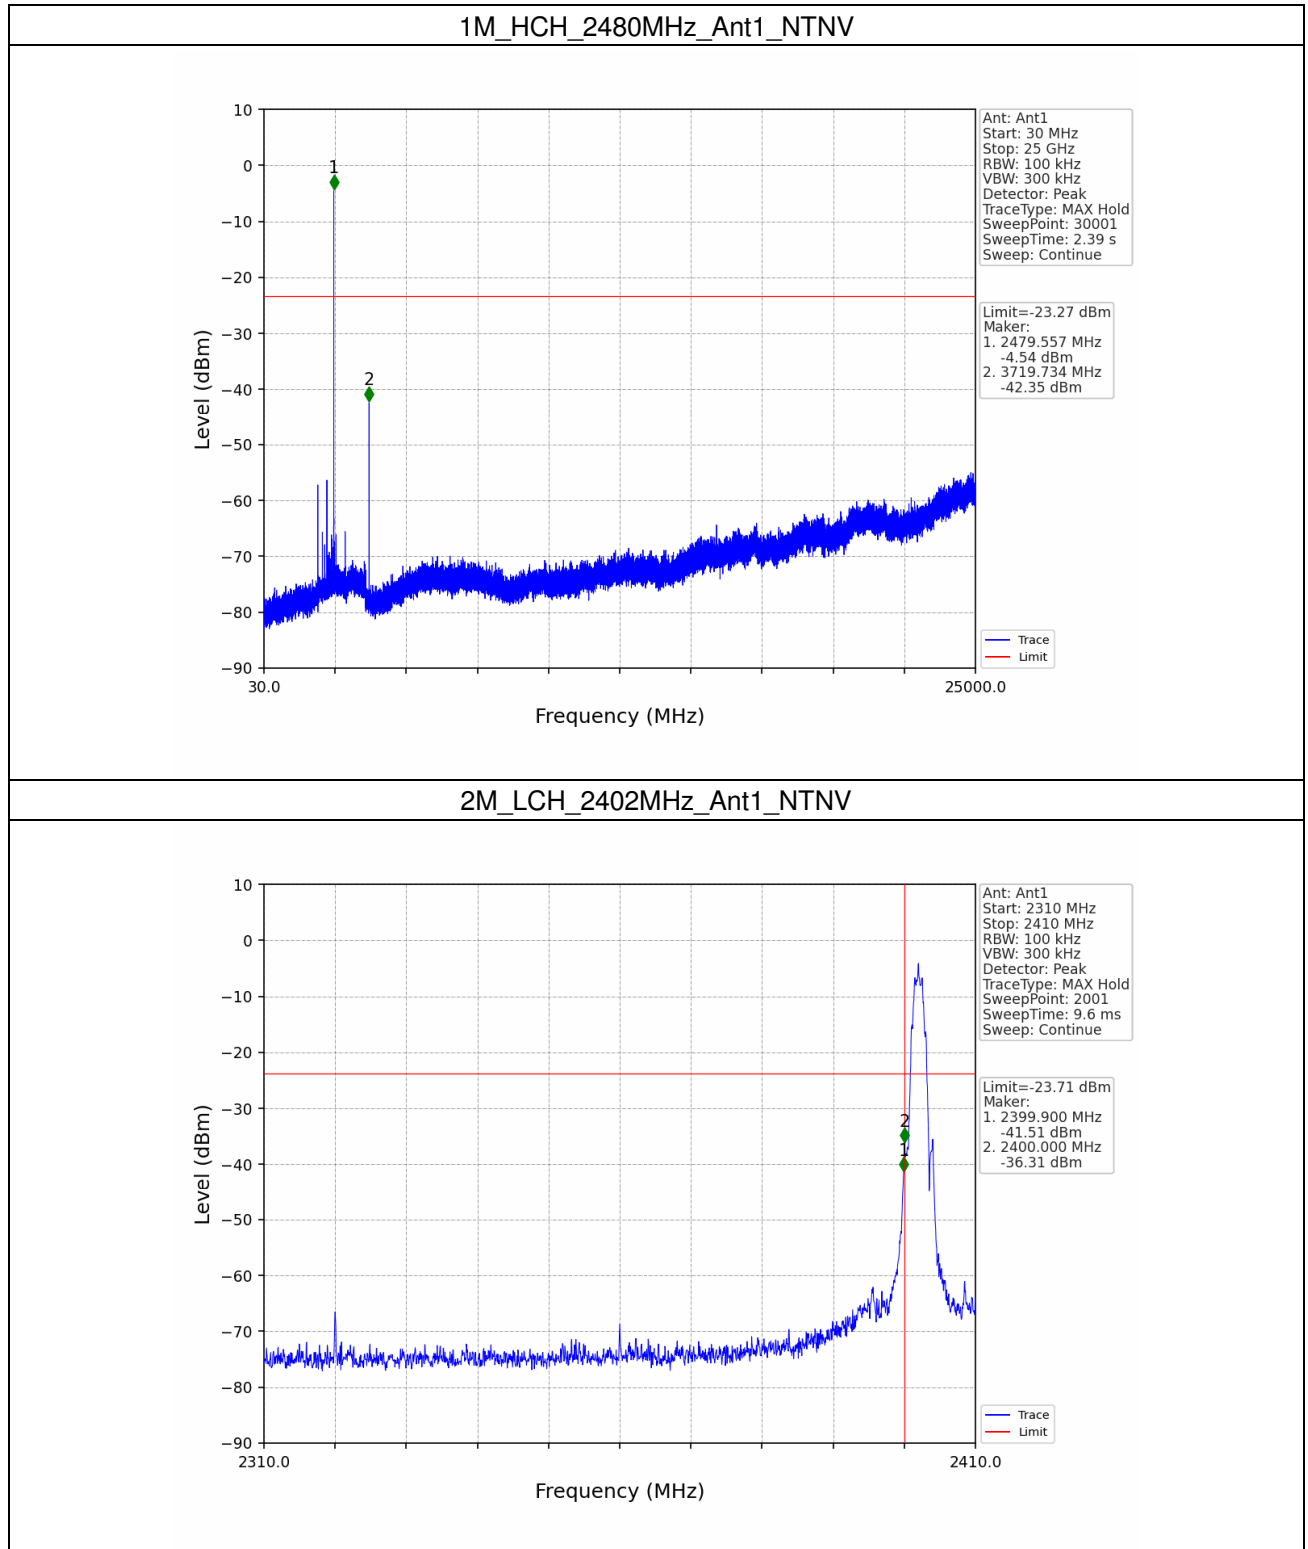 1M_HCH_2480MHz_Ant1_NTNV
10
0
−10
−20
−30
−40
−50
−60
−70
−80
−90
Level (dBm)
1
2
30.0
25000.0
Frequency (MHz)
Ant: Ant1
Start: 30 MHz
Stop: 25 GHz
RBW: 100 kHz
VBW: 300 kHz
Detector: Peak
TraceType: MAX Hold
SweepPoint: 30001
SweepTime: 2.39 s
Sweep: Continue
Limit=-23.27 dBm
Maker:
1. 2479.557 MHz
-4.54 dBm
2. 3719.734 MHz
-42.35 dBm
Trace
Limit
2M_LCH_2402MHz_Ant1_NTNV
10
0
−10
−20
−30
−40
−50
−60
−70
−80
−90
Level (dBm)
2
1
2310.0
2410.0
Frequency (MHz)
Ant: Ant1
Start: 2310 MHz
Stop: 2410 MHz
RBW: 100 kHz
VBW: 300 kHz
Detector: Peak
TraceType: MAX Hold
SweepPoint: 2001
SweepTime: 9.6 ms
Sweep: Continue
Limit=-23.71 dBm
Maker:
1. 2399.900 MHz
-41.51 dBm
2. 2400.000 MHz
-36.31 dBm
Trace
Limit